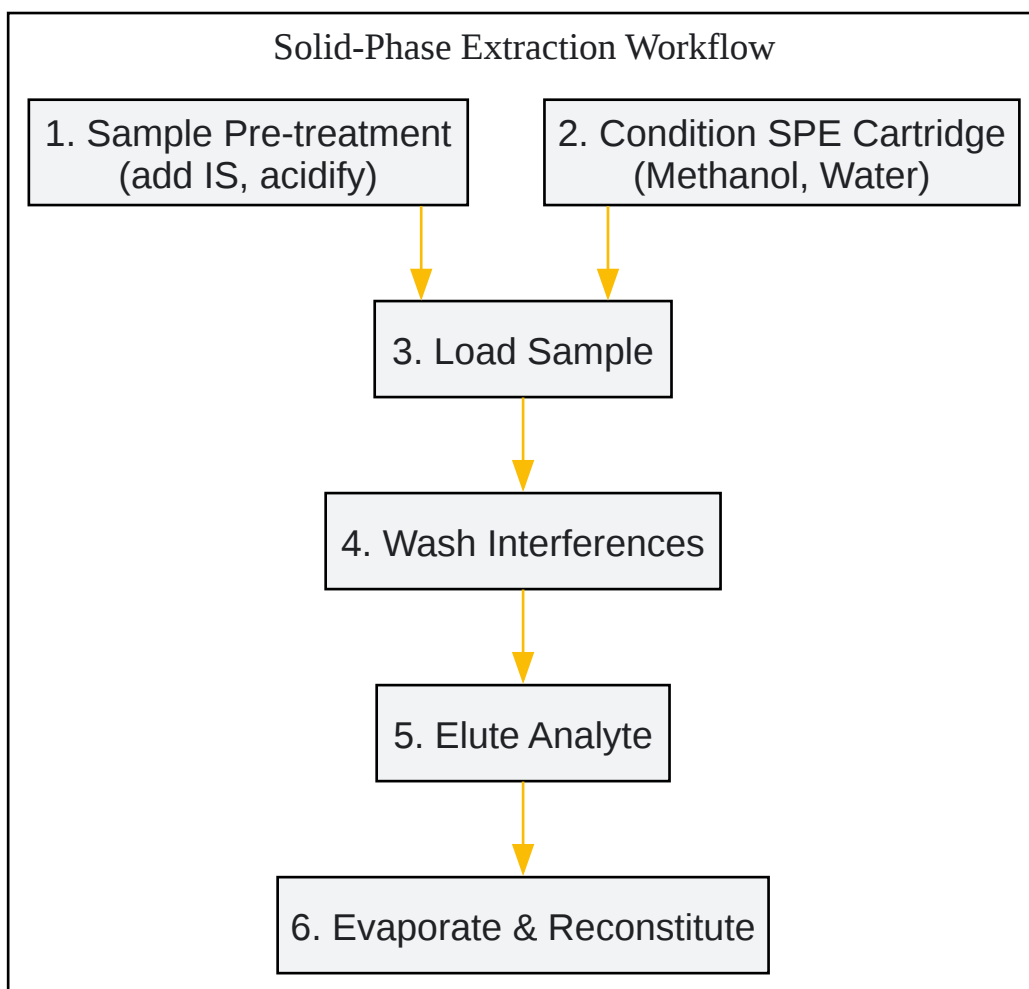 Solid-Phase Extraction Workflow
1. Sample Pre-treatment
(add IS, acidify)
2. Condition SPE Cartridge
(Methanol, Water)
3. Load Sample
4. Wash Interferences
5. Elute Analyte
6. Evaporate & Reconstitute